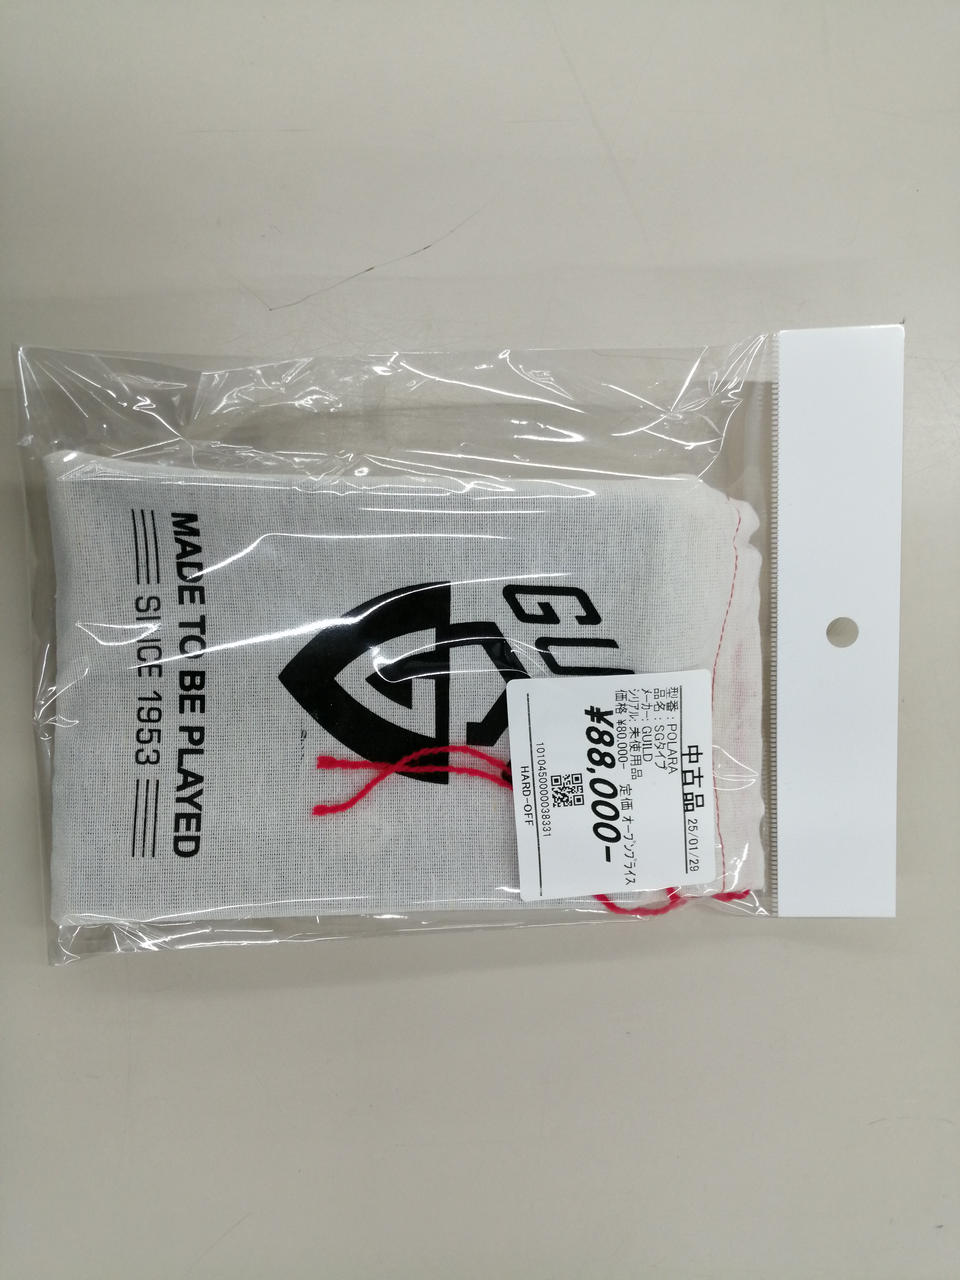 GU
MADE TO BE PLAYED
SINCE 1953
中古品 25/01/29
型番：POLARA
品名：SGタイプ
メーカー：GUILD
シリアル：未使用品 定価 オープンプライス
価格 ¥80,000-
¥88,000-
1010450000038331
HARD-OFF